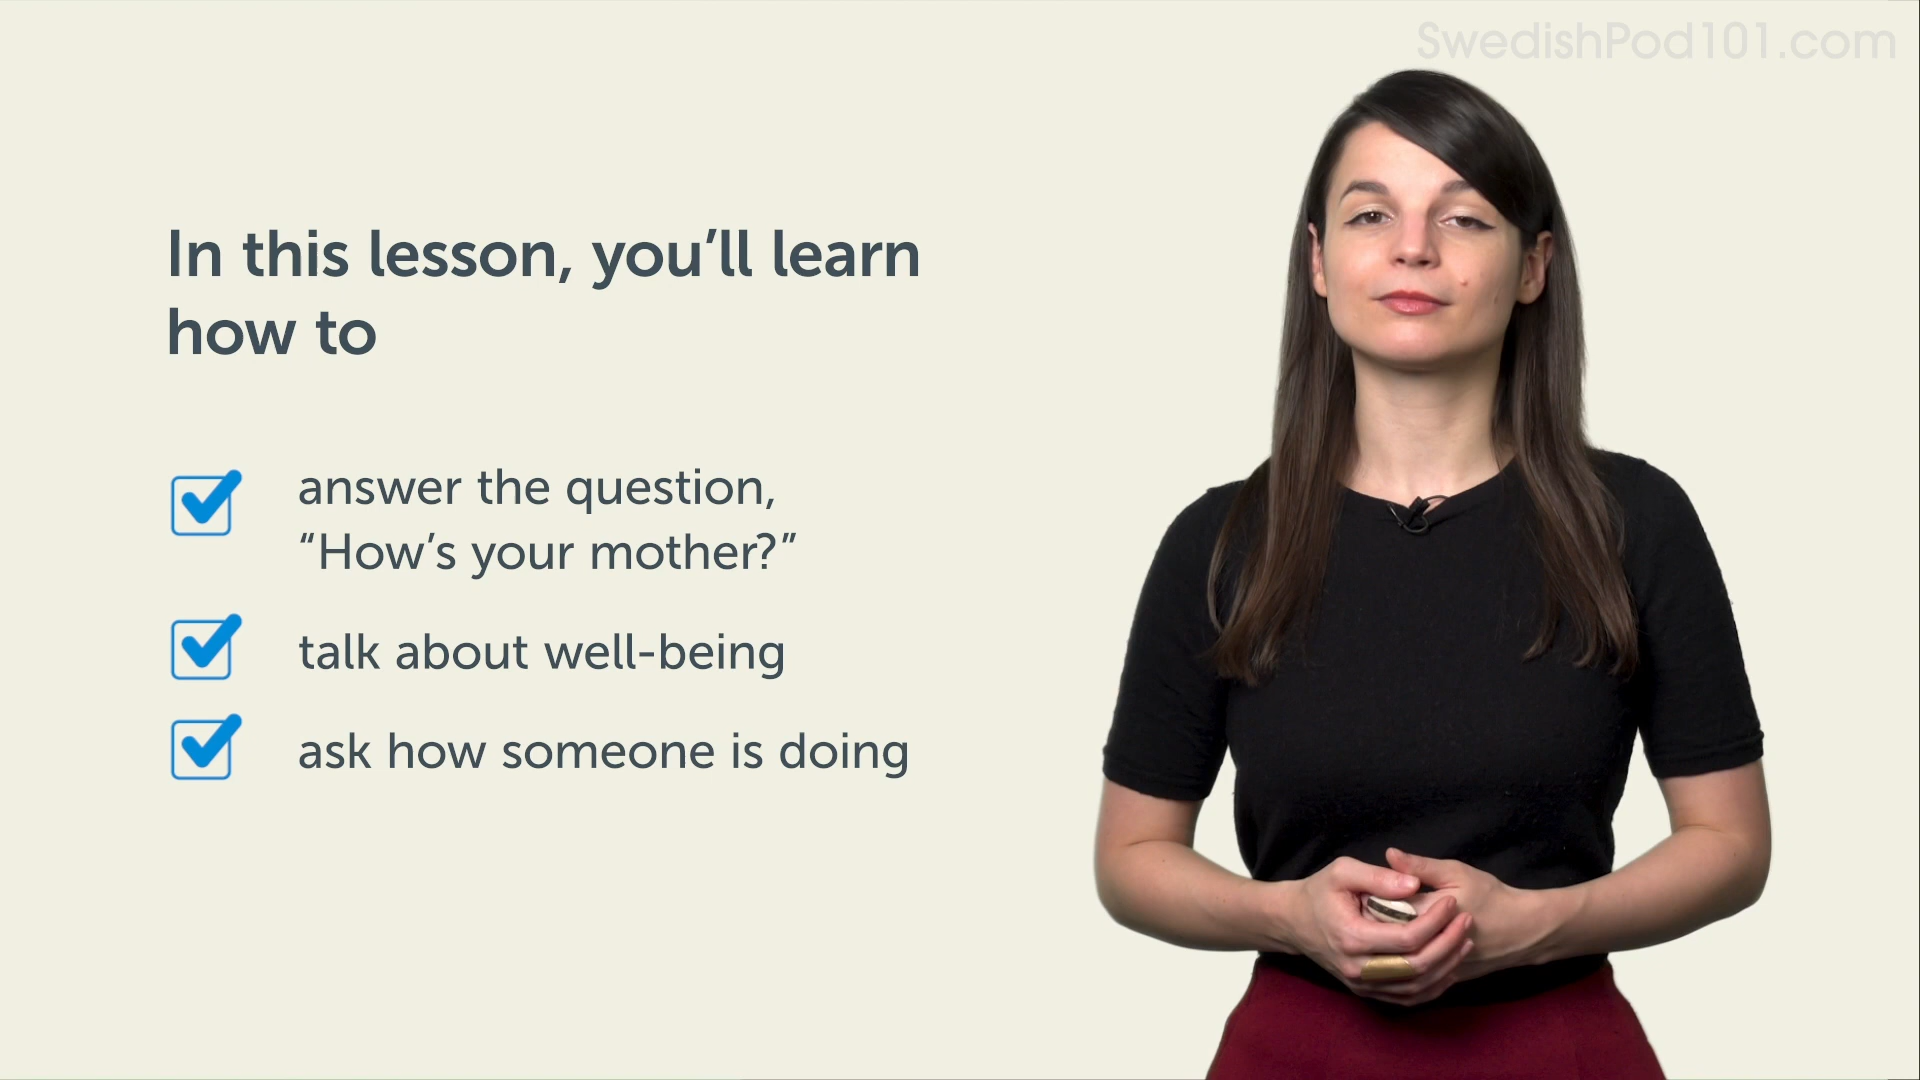 SwedishPod101.com
In this lesson, you’ll learn
how to
answer the question,
“How’s your mother?”
talk about well-being
ask how someone is doing